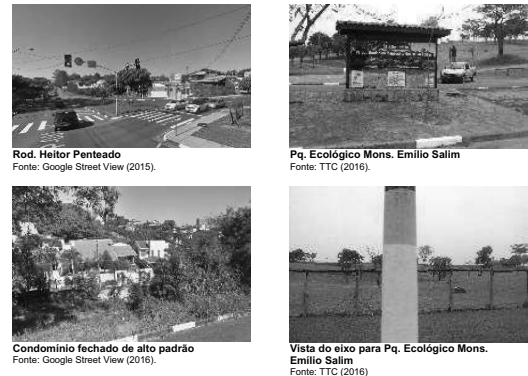 Rod. Heitor Penteado
Fonte: Google Street View (2015).
Pq. Ecológico Mons. Emílio Salim
Fonte: TTC (2016).
Condomínio fechado de alto padrão
Fonte: Google Street View (2016).
Vista do eixo para Pq. Ecológico Mons.
Emílio Salim
Fonte: TTC (2016)